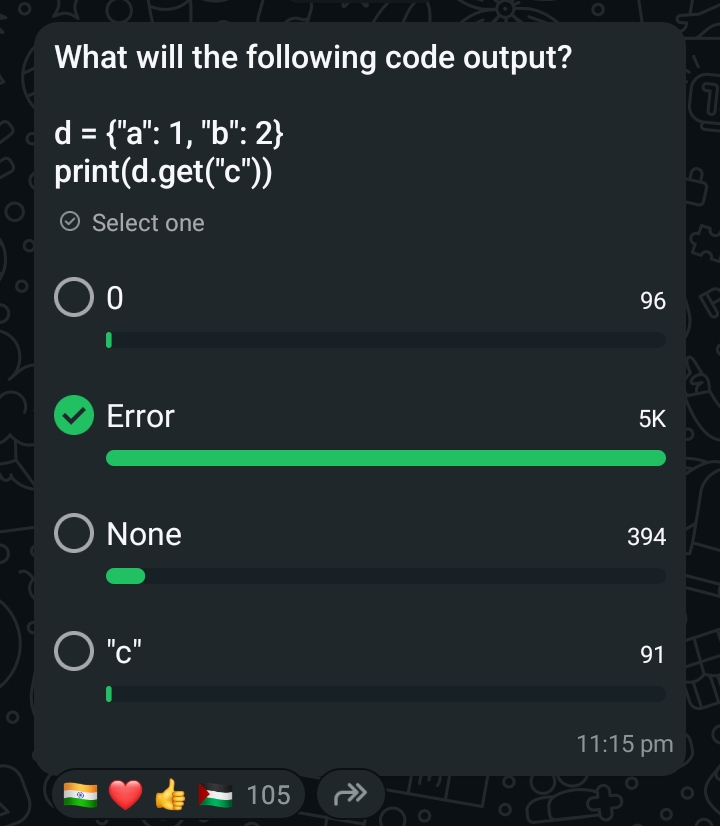 What will the following code output?
d = {"a": 1, "b": 2}
print(d.get("c"))
Select one
0 96
Error 5K
None 394
"c" 91
11:15 pm
105